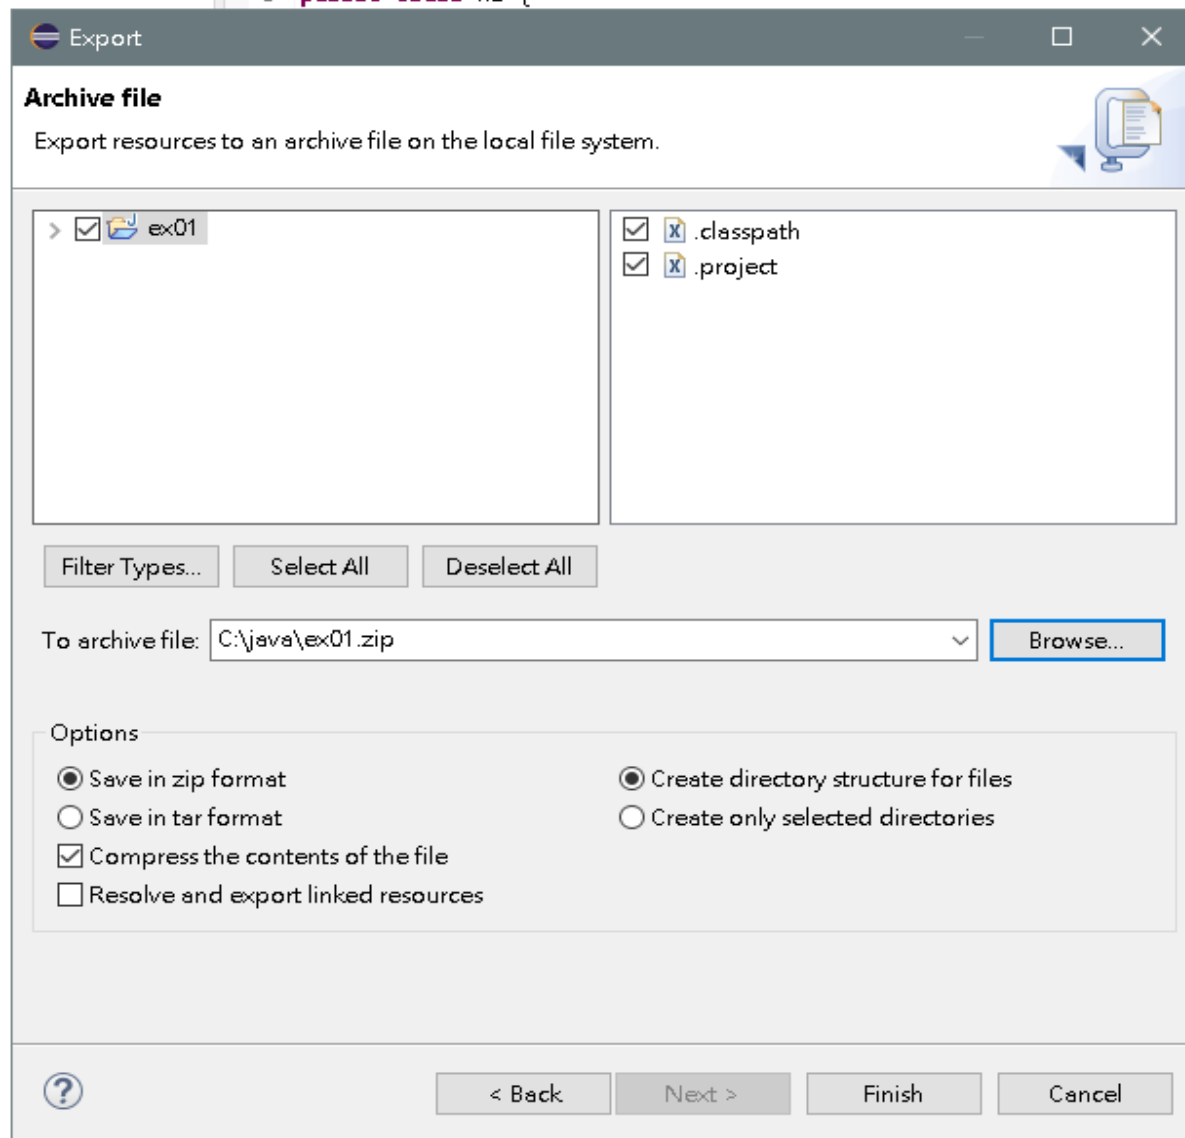 public class
Export
Archive file
Export resources to an archive file on the local file system.
ex01
.classpath
.project
Filter Types...
Select All
Deselect All
To archive file:
C:\java\ex01.zip
Browse...
Options
Save in zip format
Create directory structure for files
Save in tar format
Create only selected directories
Compress the contents of the file
Resolve and export linked resources
< Back
Next >
Finish
Cancel